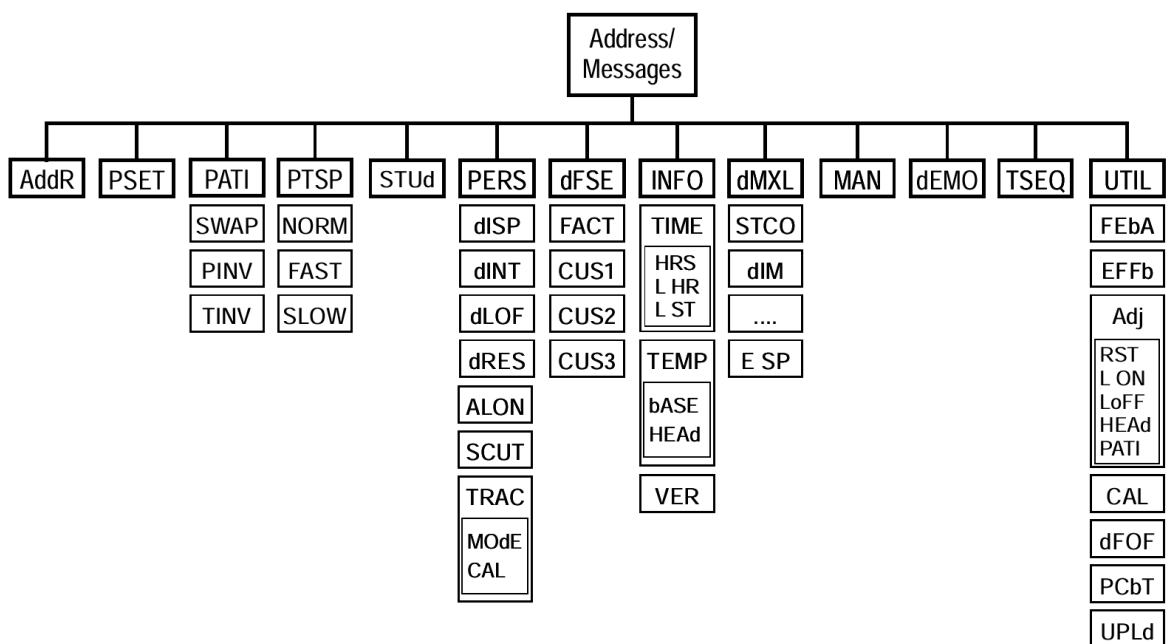 Address/
Messages
AddR
PSET
PATI
SWAP
PINV
TINV
PTSP
NORM
FAST
SLOW
STUd
PERS
dISP
dINT
dLOF
dRES
ALON
SCUT
TRAC
MOdE
CAL
dFSE
FACT
CUS1
CUS2
CUS3
INFO
TIME
HRS
L HR
L ST
TEMP
bASE
HEAd
VER
dMXL
STCO
dIM
....
E SP
MAN
dEMO
TSEQ
UTIL
FEbA
EFFb
Adj
RST
L ON
LoFF
HEAd
PATI
CAL
dFOF
PCbT
UPLd